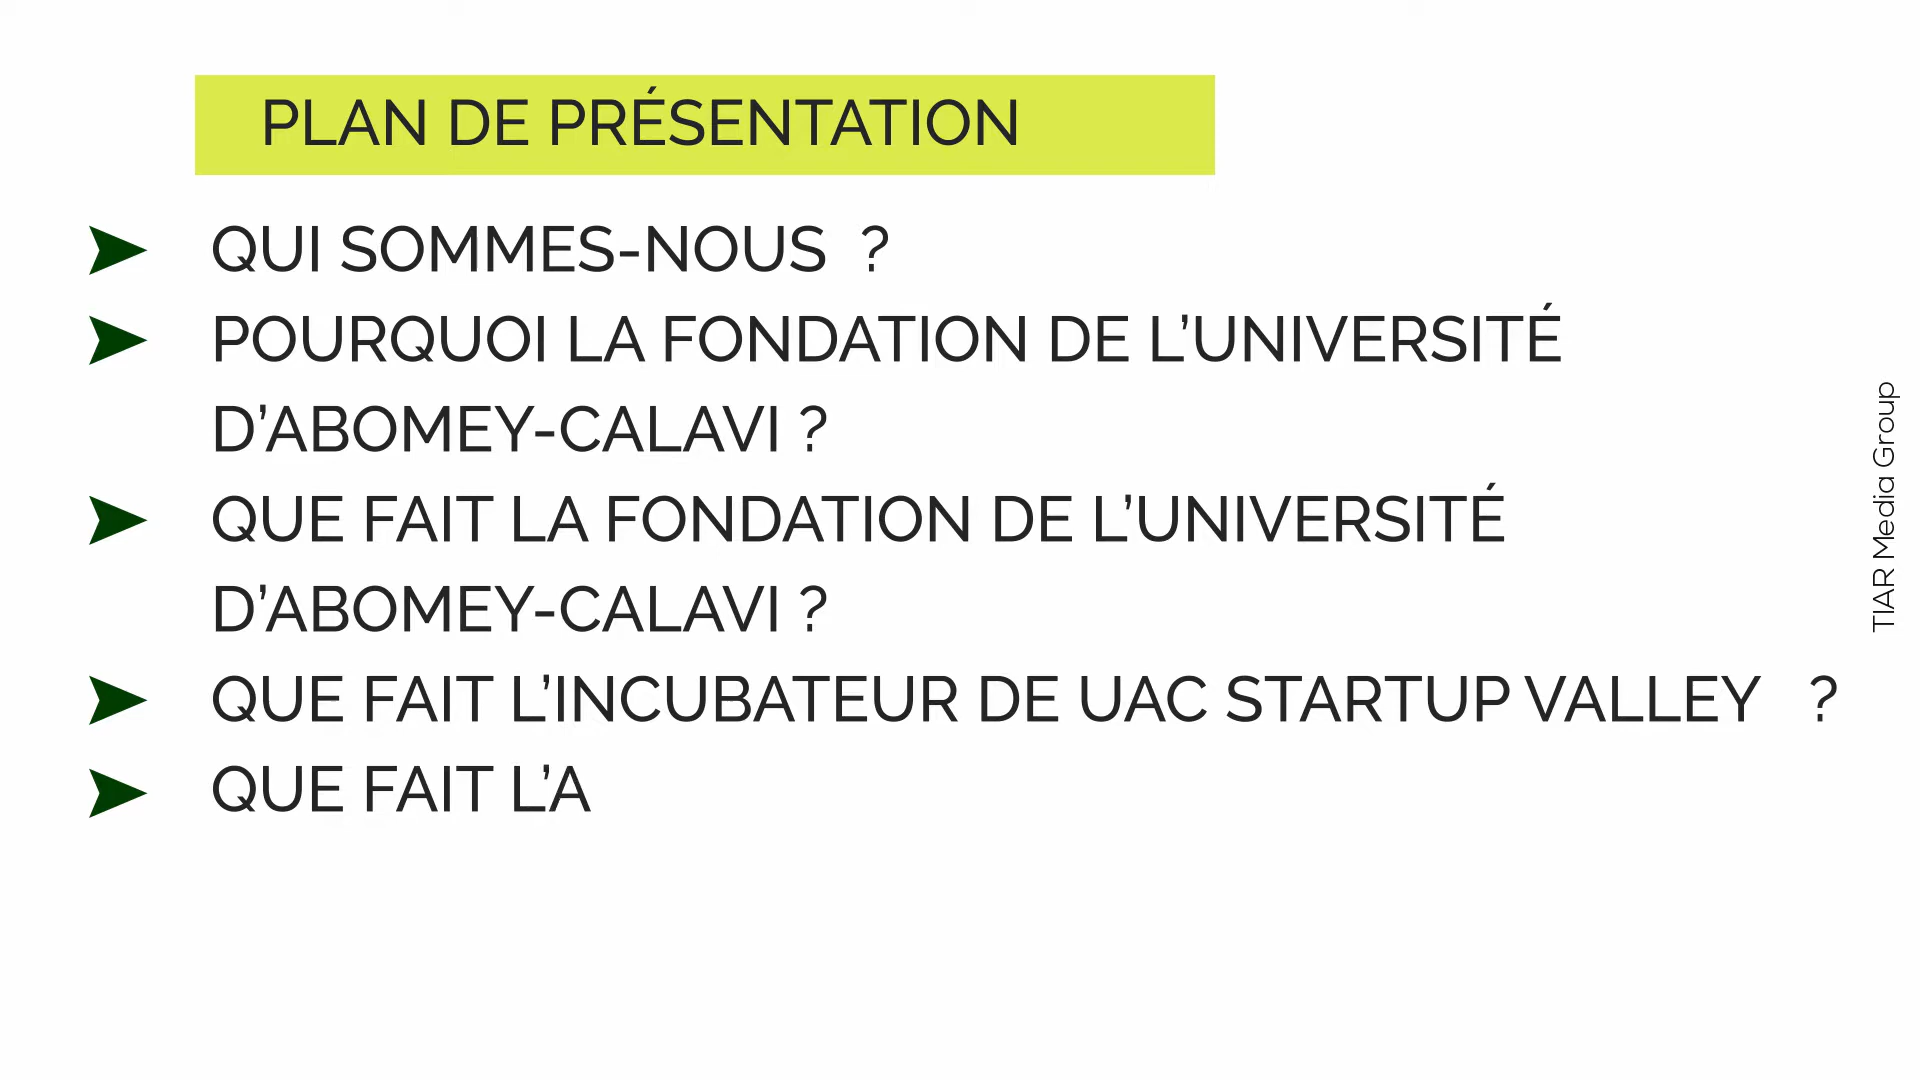 PLAN DE PRÉSENTATION
QUI SOMMES-NOUS ?
POURQUOI LA FONDATION DE L’UNIVERSITÉ
D’ABOMEY-CALAVI ?
QUE FAIT LA FONDATION DE L’UNIVERSITÉ
D’ABOMEY-CALAVI ?
QUE FAIT L’INCUBATEUR DE UAC STARTUP VALLEY ?
QUE FAIT L’A
TIAR Media Group